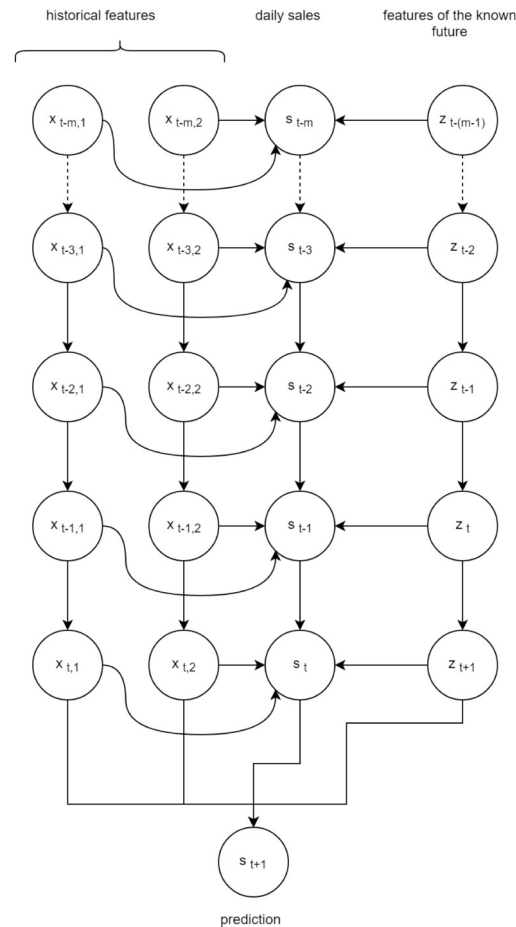 historical features
daily sales
features of the known
future
x t-m,1
x t-m,2
s t-m
z t-(m-1)
x t-3,1
x t-3,2
s t-3
z t-2
x t-2,1
x t-2,2
s t-2
z t-1
x t-1,1
x t-1,2
s t-1
z t
x t,1
x t,2
s t
z t+1
s t+1
prediction